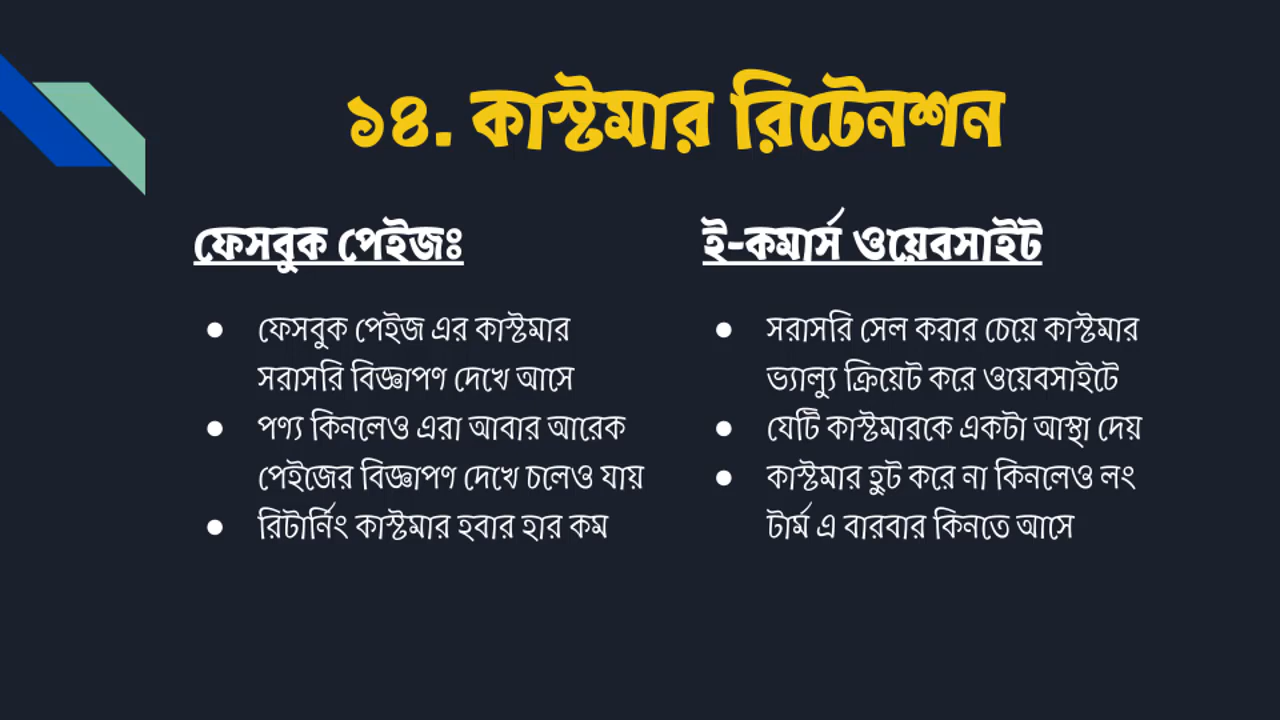 ১৪. কাস্টমার রিটেনশন
ফেসবুক পেইজঃ
ফেসবুক পেইজ এর কাস্টমার
সরাসরি বিজ্ঞাপণ দেখে আসে
পণ্য কিনলেও এরা আবার আরেক
পেইজের বিজ্ঞাপণ দেখে চলেও যায়
রিটার্নিং কাস্টমার হবার হার কম
ই-কমার্স ওয়েবসাইট
সরাসরি সেল করার চেয়ে কাস্টমার
ভ্যাল্যু ক্রিয়েট করে ওয়েবসাইটে
যেটি কাস্টমারকে একটা আস্থা দেয়
কাস্টমার হুট করে না কিনলেও লং
টার্ম এ বারবার কিনতে আসে